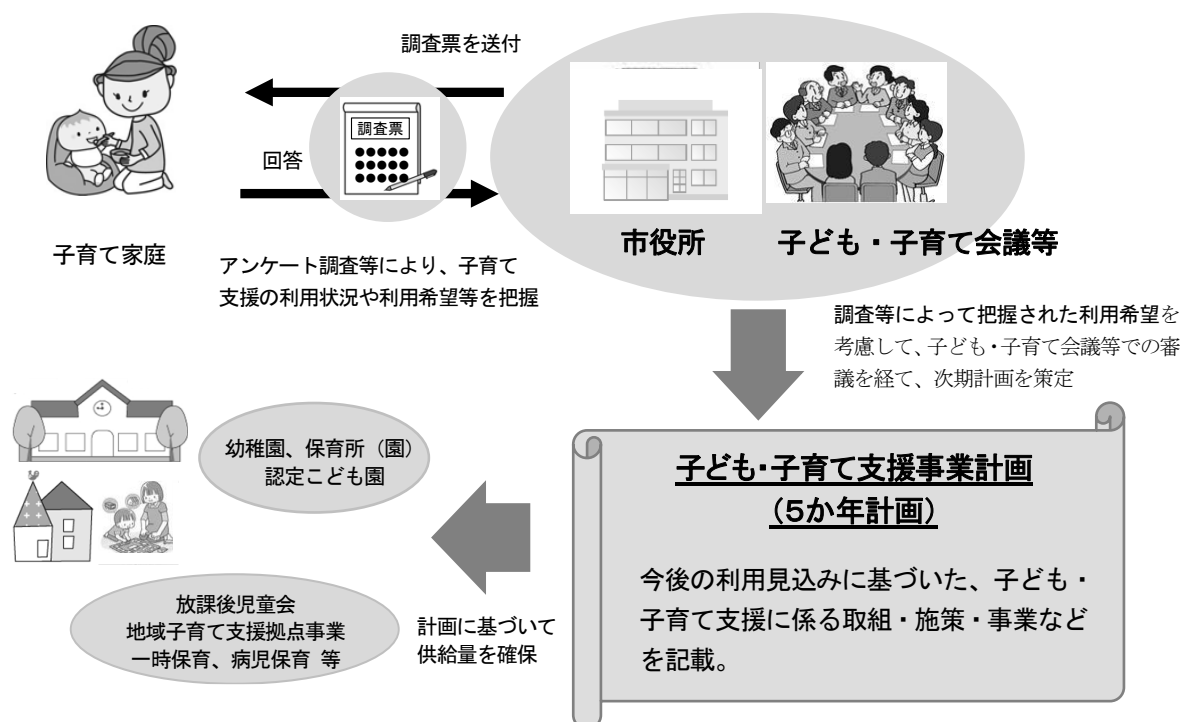 調査票を送付
調査票
回答
子育て家庭
アンケート調査等により、子育て
支援の利用状況や利用希望等を把握
市役所
子ども・子育て会議等
調査等によって把握された利用希望を
考慮して、子ども・子育て会議等での審
議を経て、次期計画を策定
子ども・子育て支援事業計画
（５か年計画）
今後の利用見込みに基づいた、子ども・
子育て支援に係る取組・施策・事業など
を記載。
計画に基づいて
供給量を確保
幼稚園、保育所（園）
認定こども園
放課後児童会
地域子育て支援拠点事業
一時保育、病児保育 等